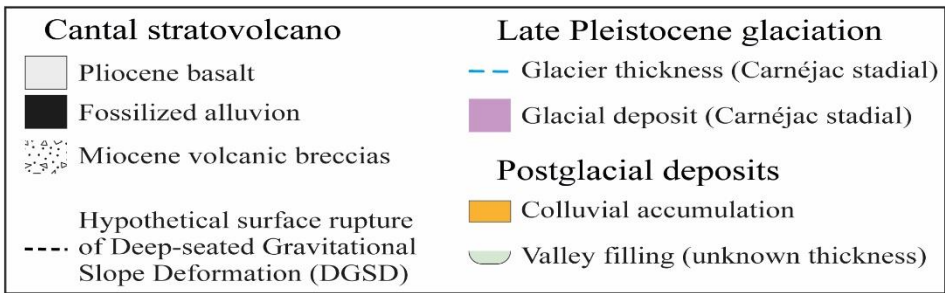 Cantal stratovolcano
Pliocene basalt
Fossilized alluvion
Miocene volcanic breccias
Hypothetical surface rupture
of Deep-seated Gravitational
Slope Deformation (DGSD)
Late Pleistocene glaciation
Glacier thickness (Carnéjac stadial)
Glacial deposit (Carnéjac stadial)
Postglacial deposits
Colluvial accumulation
Valley filling (unknown thickness)